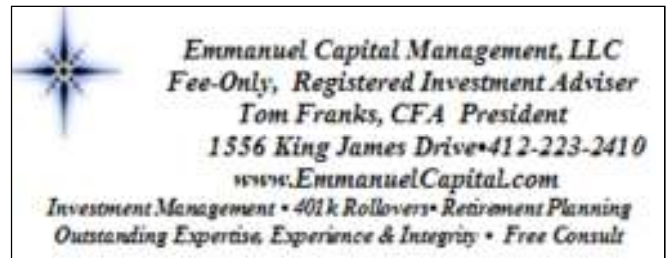 Emmanuel Capital Management, LLC
Fee-Only, Registered Investment Adviser
Tom Franks, CFA President
1556 King James Drive•412-223-2410
www.EmmanuelCapital.com
Investment Management • 401k Rollovers• Retirement Planning
Outstanding Expertise, Experience & Integrity • Free Consult